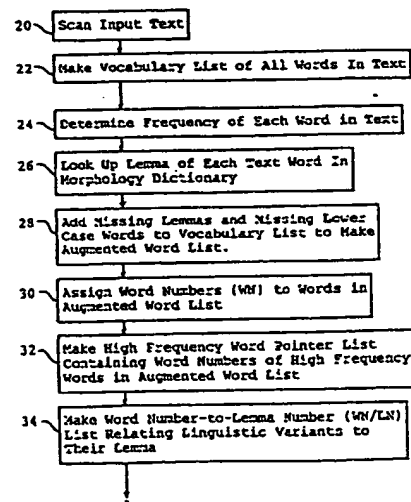 20 Scan Input Text
22 Make Vocabulary List of All Words In Text
24 Determine Frequency of Each Word in Text
26 Look Up Lemma of Each Text Word In
Morphology Dictionary
28 Add Missing Lemmas and Missing Lower
Case Words to Vocabulary List to Make
Augmented Word List.
30 Assign Word Numbers (WN) to Words in
Augmented Word List
32 Make High Frequency Word Pointer List
Containing Word Numbers of High Frequency
Words in Augmented Word List
34 Make Word Number-to-Lemma Number (WN/LN)
List Relating Linguistic Variants to
Their Lemma